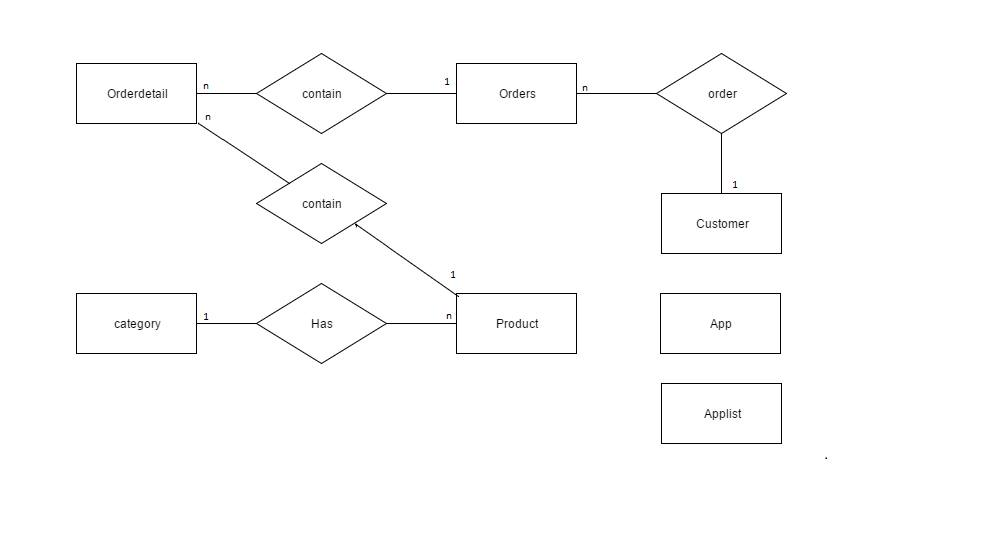 Orderdetail
n
contain
1
Orders
n
order
n
contain
1
Customer
1
category
1
Has
n
Product
App
Applist
.